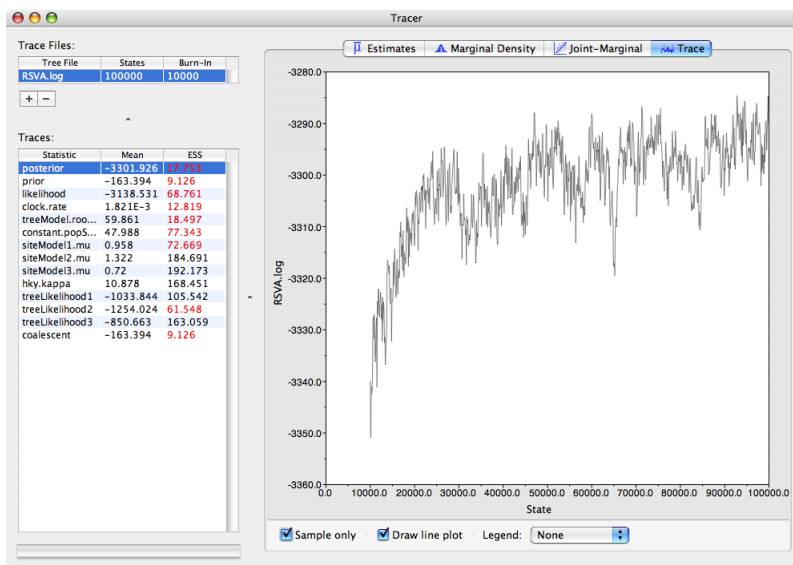 Tracer
Trace Files:
Trace File States Burn-In
RSVA.log 100000 10000
+ −
Traces:
Statistic Mean ESS
posterior -3301.926 17.753
prior -163.394 9.126
likelihood -3138.531 68.761
clock.rate 1.821E-3 12.819
treeModel.roo... 59.861 18.497
constant.popS... 47.988 77.343
siteModel1.mu 0.958 72.669
siteModel2.mu 1.322 184.691
siteModel3.mu 0.72 192.173
hky.kappa 10.878 168.451
treeLikelihood1 -1033.844 105.542
treeLikelihood2 -1254.024 61.548
treeLikelihood3 -850.663 163.059
coalescent -163.394 9.126
μ Estimates Marginal Density Joint-Marginal Trace
-3280.0
-3290.0
-3300.0
-3310.0
-3320.0
-3330.0
-3340.0
-3350.0
-3360.0
RSVA.log
0.0 10000.0 20000.0 30000.0 40000.0 50000.0 60000.0 70000.0 80000.0 90000.0 100000.0
State
Sample only Draw line plot Legend: None